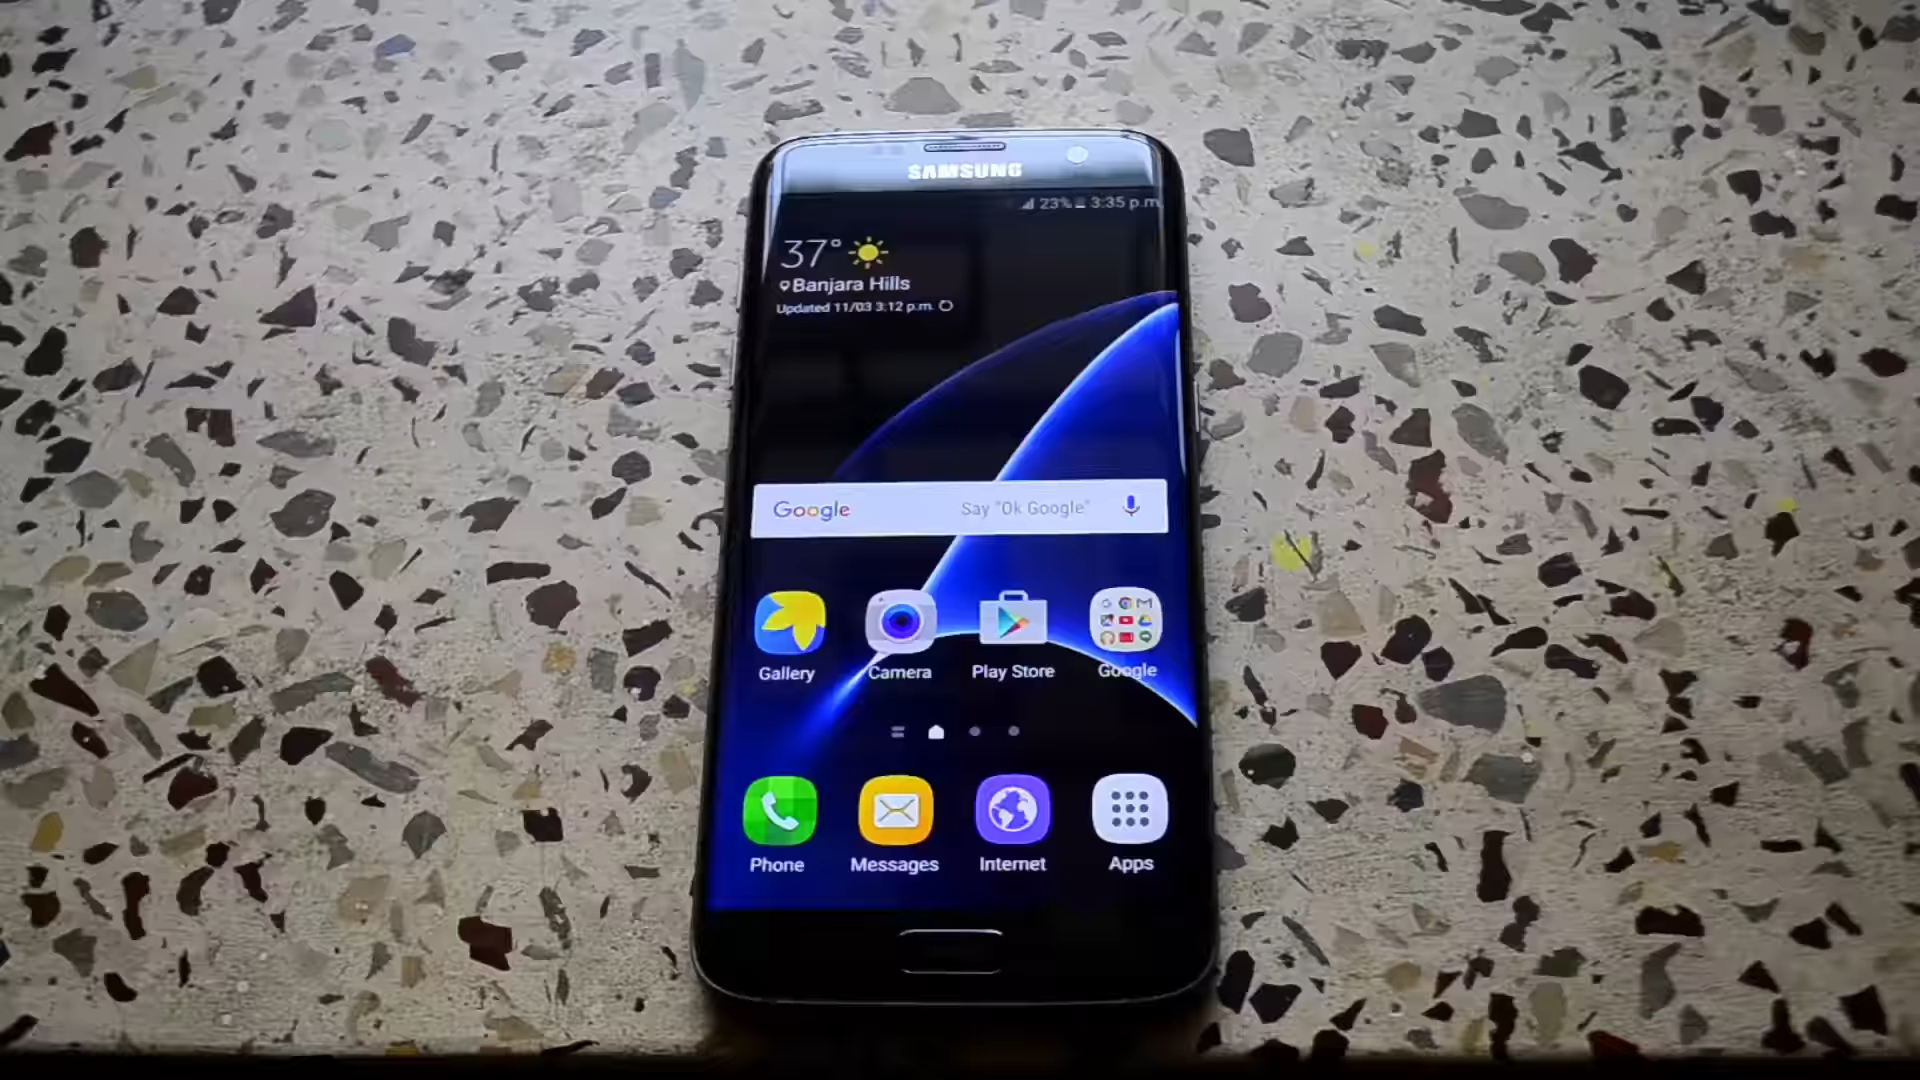 SAMSUNG
23% 3:35 p.m.
37°
Banjara Hills
Updated 11/03 3:12 p.m.
Google Say "Ok Google"
Gallery Camera Play Store Google
Phone Messages Internet Apps